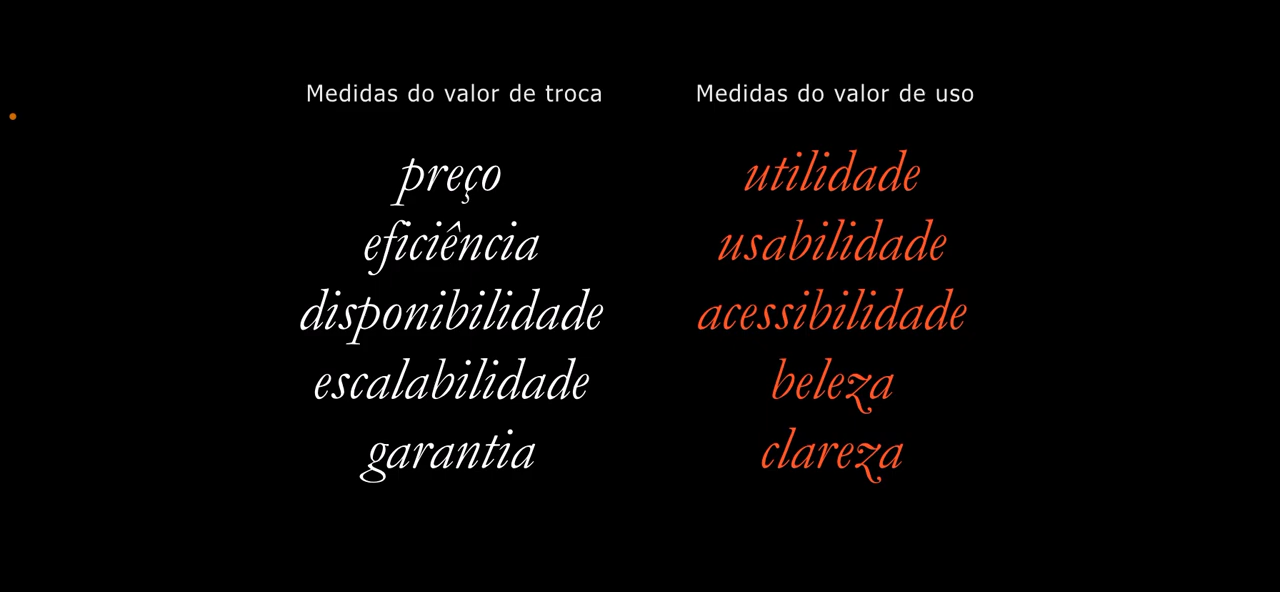 Medidas do valor de troca
preço
eficiência
disponibilidade
escalabilidade
garantia
Medidas do valor de uso
utilidade
usabilidade
acessibilidade
beleza
clareza